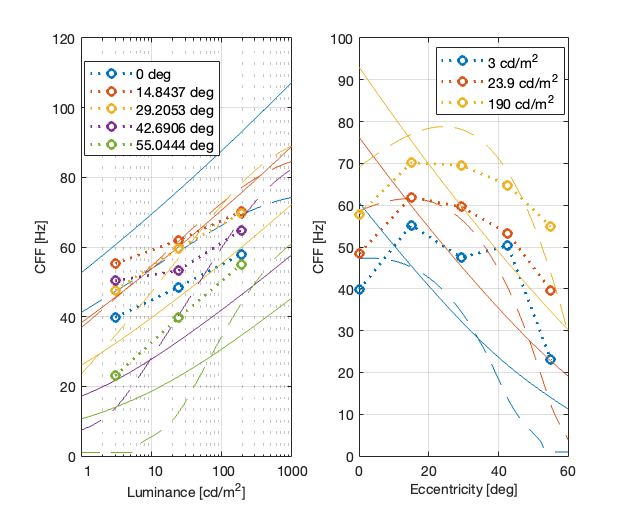 120
100
80
60
40
20
0
CFF [Hz]
0 deg
14.8437 deg
29.2053 deg
42.6906 deg
55.0444 deg
1 10 100 1000
Luminance [cd/m²]
100
90
80
70
60
50
40
30
20
10
0
CFF [Hz]
3 cd/m²
23.9 cd/m²
190 cd/m²
0 20 40 60
Eccentricity [deg]